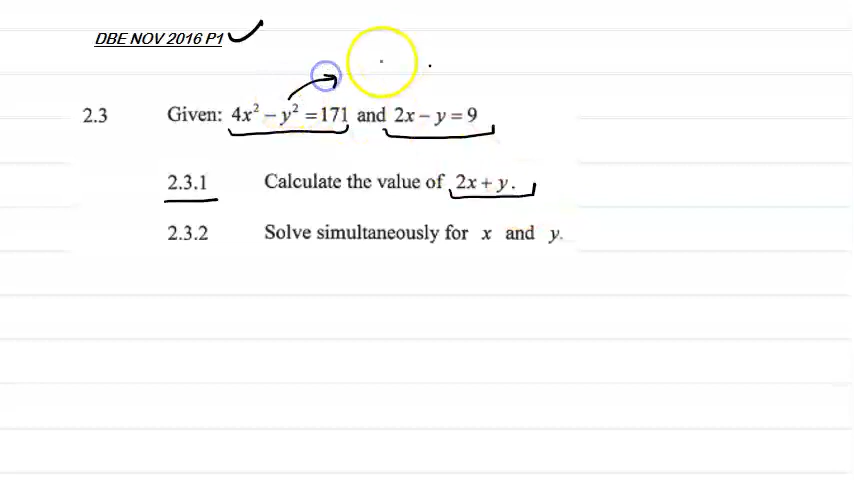 DBE NOV 2016 P1
2.3 Given: 4x² − y² = 171 and 2x − y = 9
2.3.1 Calculate the value of 2x + y.
2.3.2 Solve simultaneously for x and y.